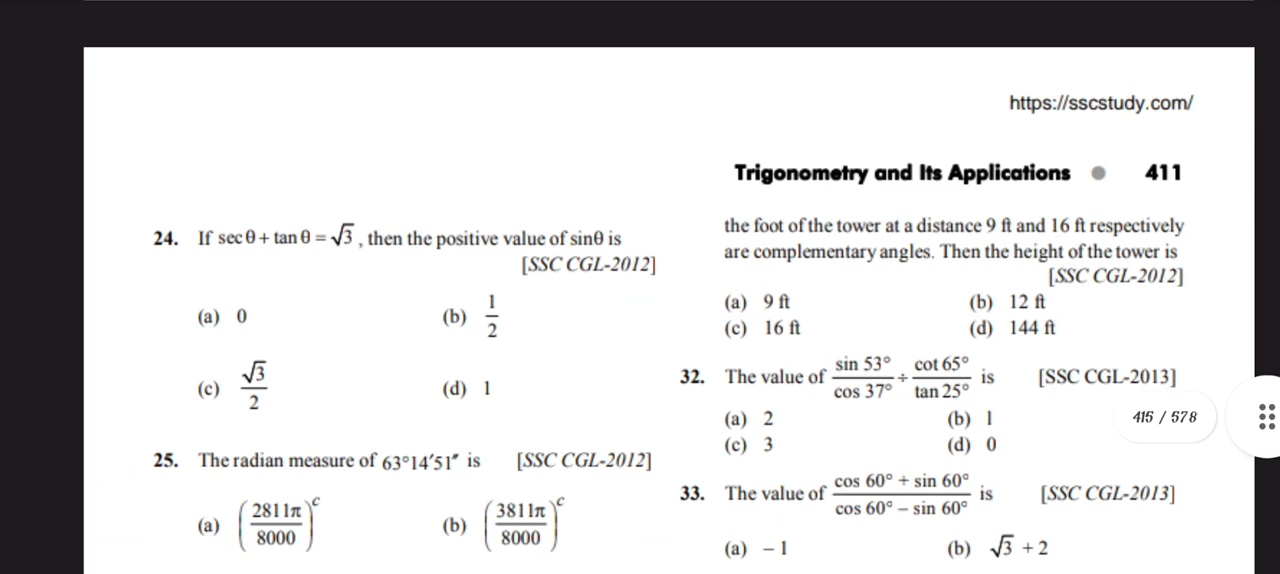 https://sscstudy.com/
Trigonometry and Its Applications ● 411
24. If sec θ + tan θ = √3 , then the positive value of sinθ is
[SSC CGL-2012]
(a) 0 (b) 1/2
(c) √3/2 (d) 1
25. The radian measure of 63°14′51″ is [SSC CGL-2012]
(a) (2811π/8000)^c (b) (3811π/8000)^c
the foot of the tower at a distance 9 ft and 16 ft respectively
are complementary angles. Then the height of the tower is
[SSC CGL-2012]
(a) 9 ft (b) 12 ft
(c) 16 ft (d) 144 ft
32. The value of sin 53°/cos 37° ÷ cot 65°/tan 25° is [SSC CGL-2013]
(a) 2 (b) 1
(c) 3 (d) 0
33. The value of (cos 60° + sin 60°)/(cos 60° – sin 60°) is [SSC CGL-2013]
(a) – 1 (b) √3 + 2
415 / 578